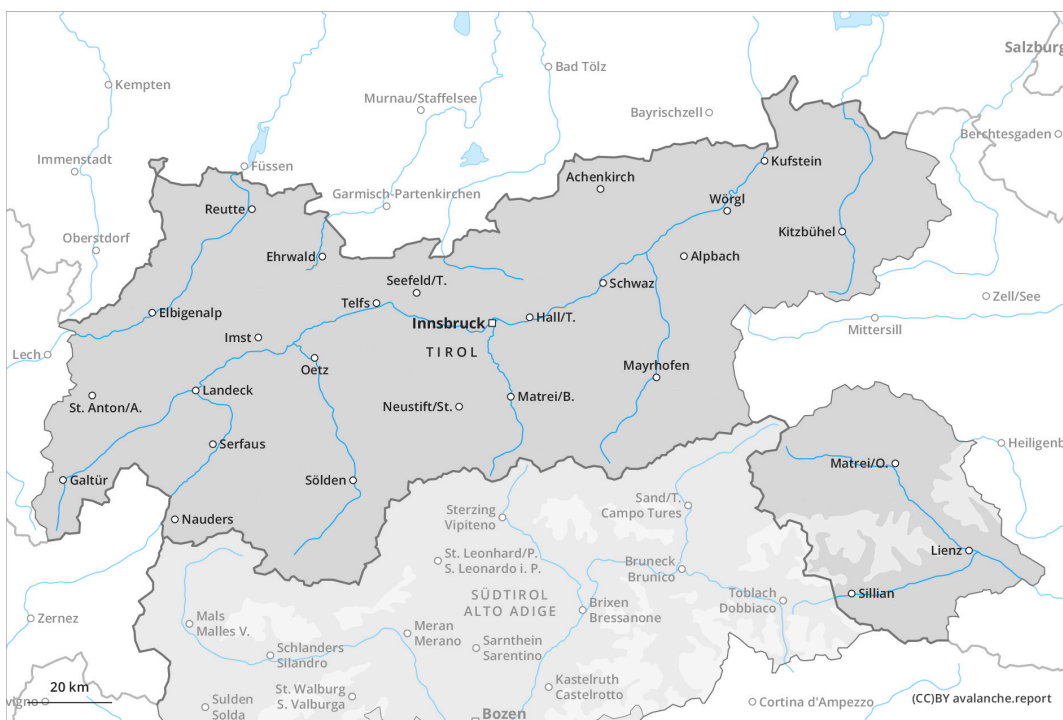 Salzburg
Kempten
Bad Tölz
Murnau/Staffelsee
Bayrischzell
Berchtesgaden
Immenstadt
Füssen
Kufstein
Achenkirch
Garmisch-Partenkirchen
Reutte
Wörgl
Oberstdorf
Kitzbühel
Ehrwald
Alpbach
Seefeld/T.
Schwaz
Zell/See
Telfs
Elbigenalp
Innsbruck
Hall/T.
Mittersill
Imst
Lech
TIROL
Oetz
Mayrhofen
Landeck
St. Anton/A.
Neustift/St.
Matrei/B.
Serfaus
Heiligenb
Matrei/O.
Galtür
Sölden
Sand/T.
Campo Tures
Nauders
Sterzing
Vipiteno
Lienz
St. Leonhard/P.
S. Leonardo i. P.
Bruneck
Brunico
SÜDTIROL
ALTO ADIGE
Toblach
Dobbiaco
Sillian
Brixen
Bressanone
Zernez
Mals
Malles V.
Meran
Merano
Sarnthein
Sarentino
Schlanders
Silandro
20 km
St. Walburg
S. Valburga
Kastelruth
Castelrotto
vigno
Sulden
Solda
Cortina d'Ampezzo
(CC)BY avalanche.report
Bozen